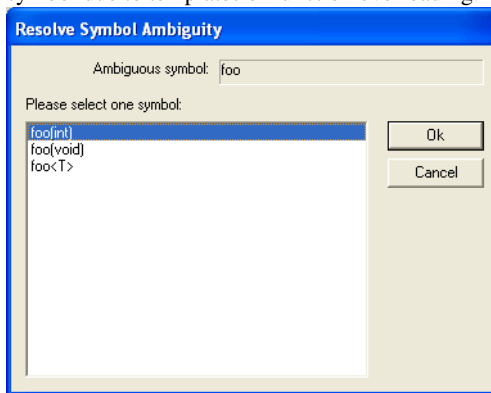 Resolve Symbol Ambiguity
Ambiguous symbol: foo
Please select one symbol:
foo(int)
foo(void)
foo<T>
Ok
Cancel